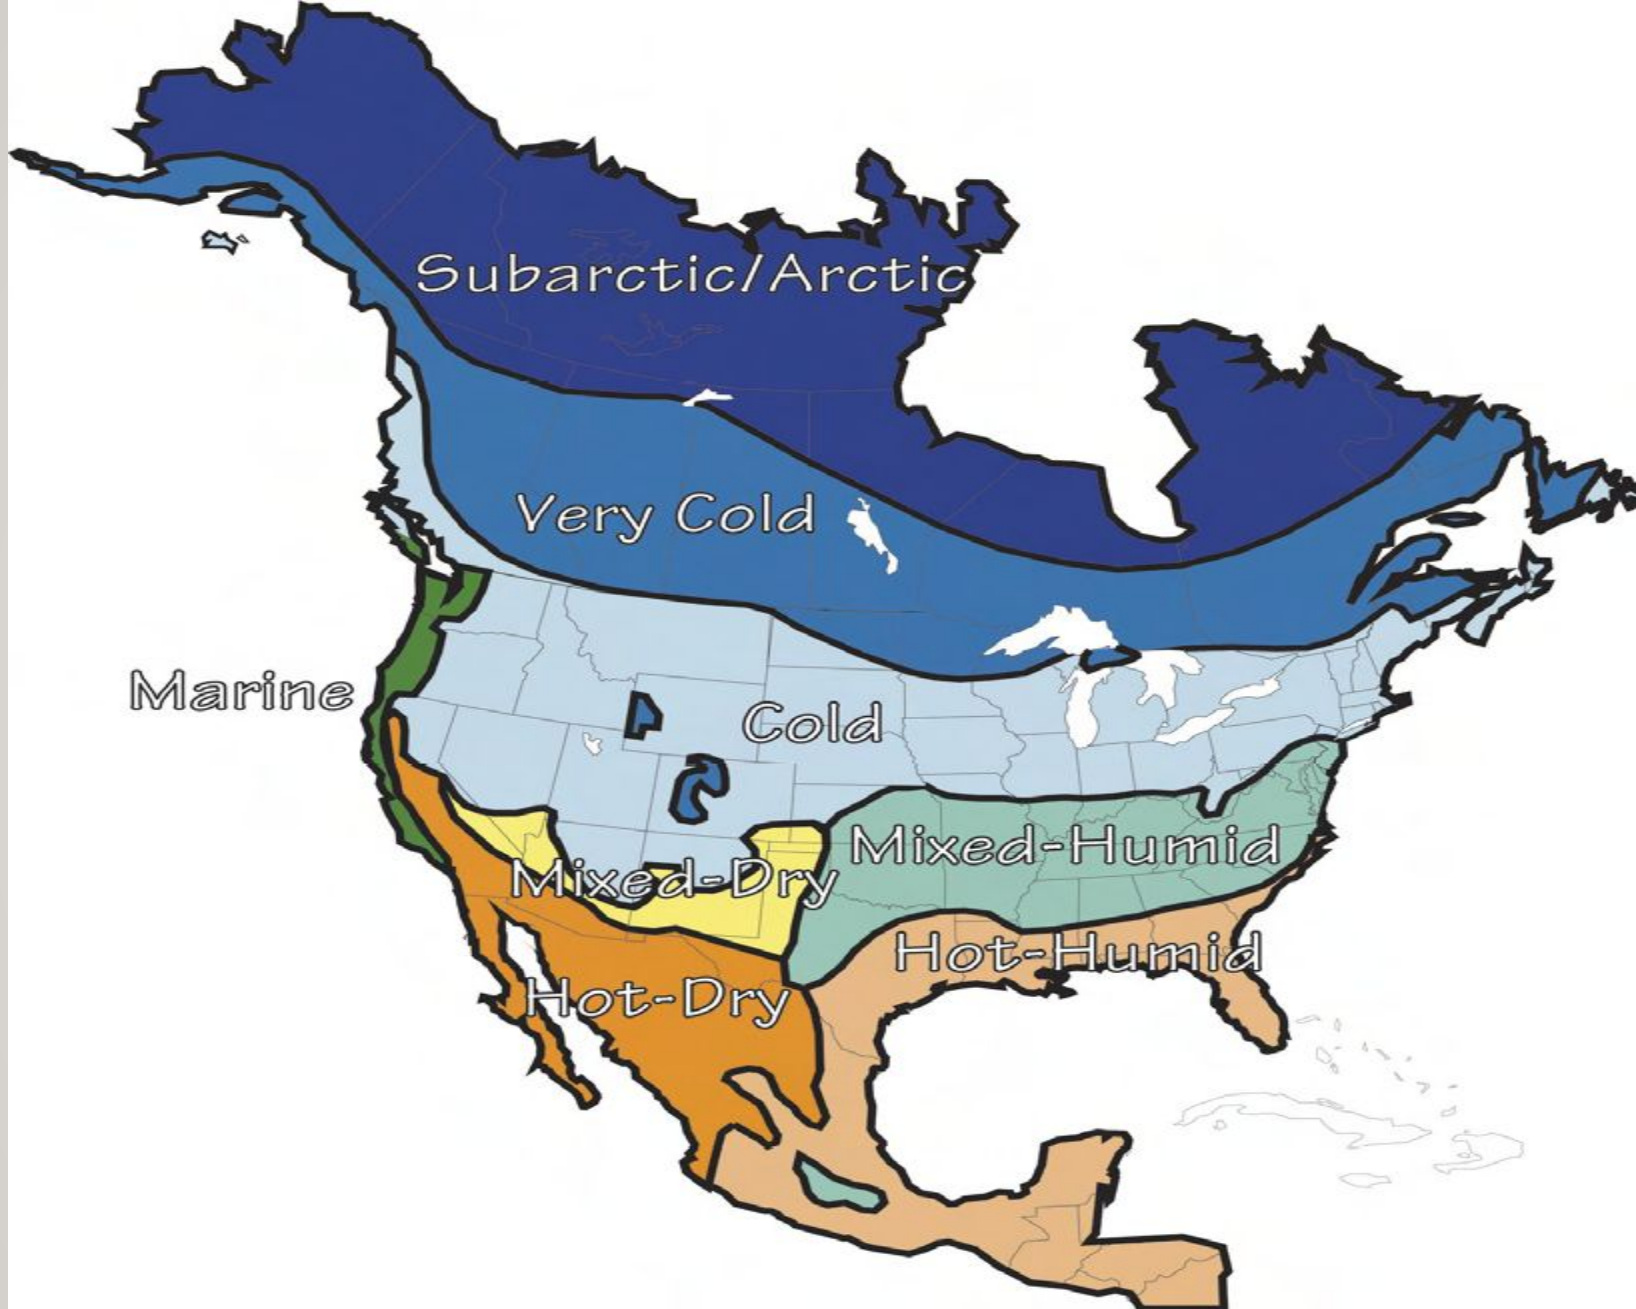 Subarctic/Arctic
Very Cold
Marine
Cold
Mixed-Humid
Mixed-Dry
Hot-Humid
Hot-Dry